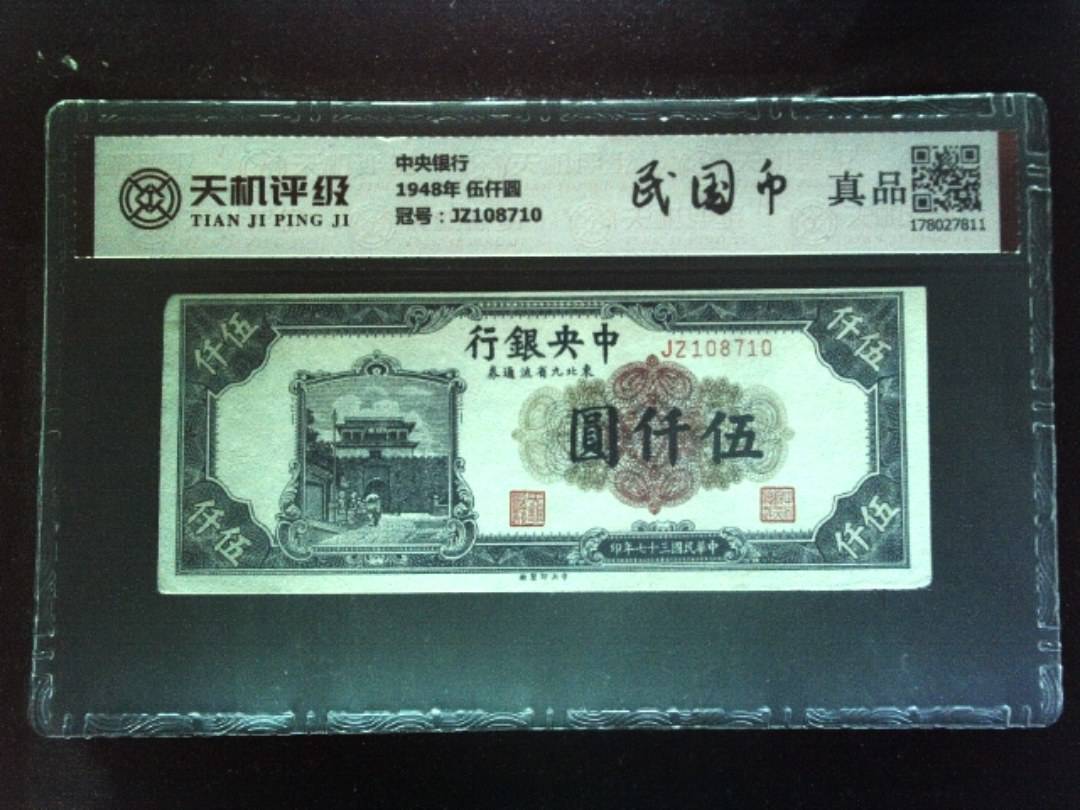 天机评级
TIAN JI PING JI
中央银行
1948年 伍仟圓
冠号：JZ108710
民国币
真品
178027811
仟伍
行銀央中
JZ108710
券通流省九北東
仟伍
圓仟伍
仟伍
仟伍
印年七十三國民華中